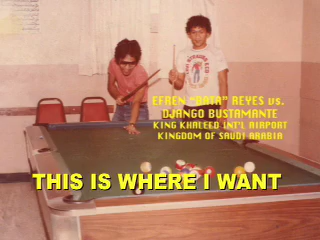 EFREN "BATA" REYES vs.
DJANGO BUSTAMANTE
KING KHALEED INT'L AIRPORT
KINGDOM OF SAUDI ARABIA
THIS IS WHERE I WANT